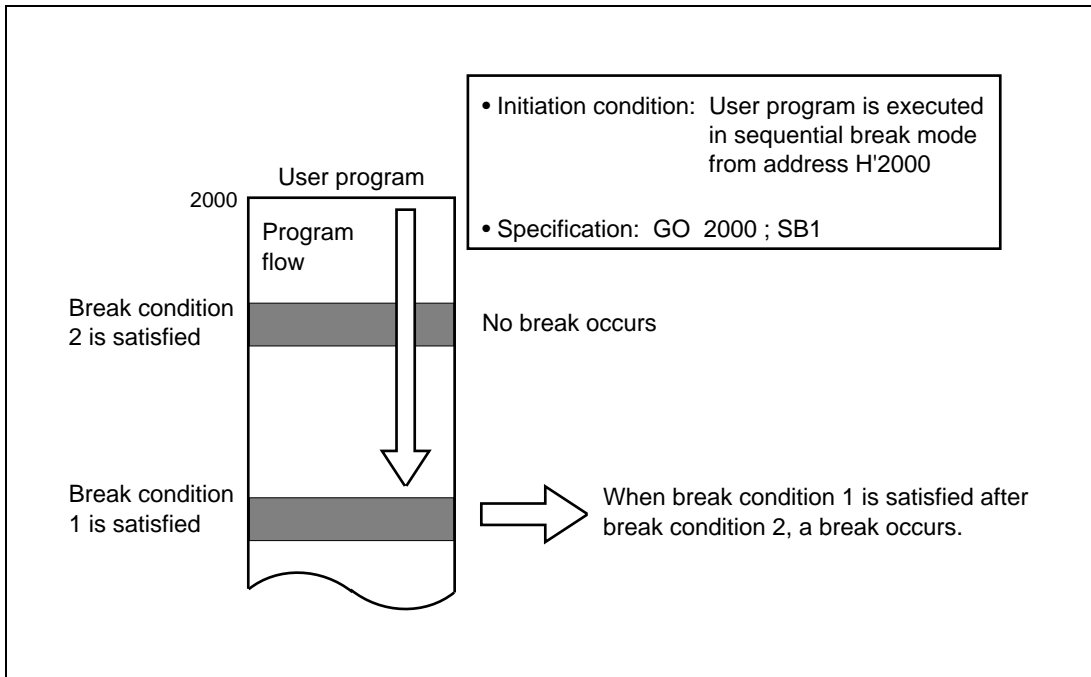 • Initiation condition: User program is executed
in sequential break mode
from address H'2000
• Specification: GO 2000 ; SB1
User program
2000
Program
flow
Break condition
2 is satisfied
No break occurs
Break condition
1 is satisfied
When break condition 1 is satisfied after
break condition 2, a break occurs.